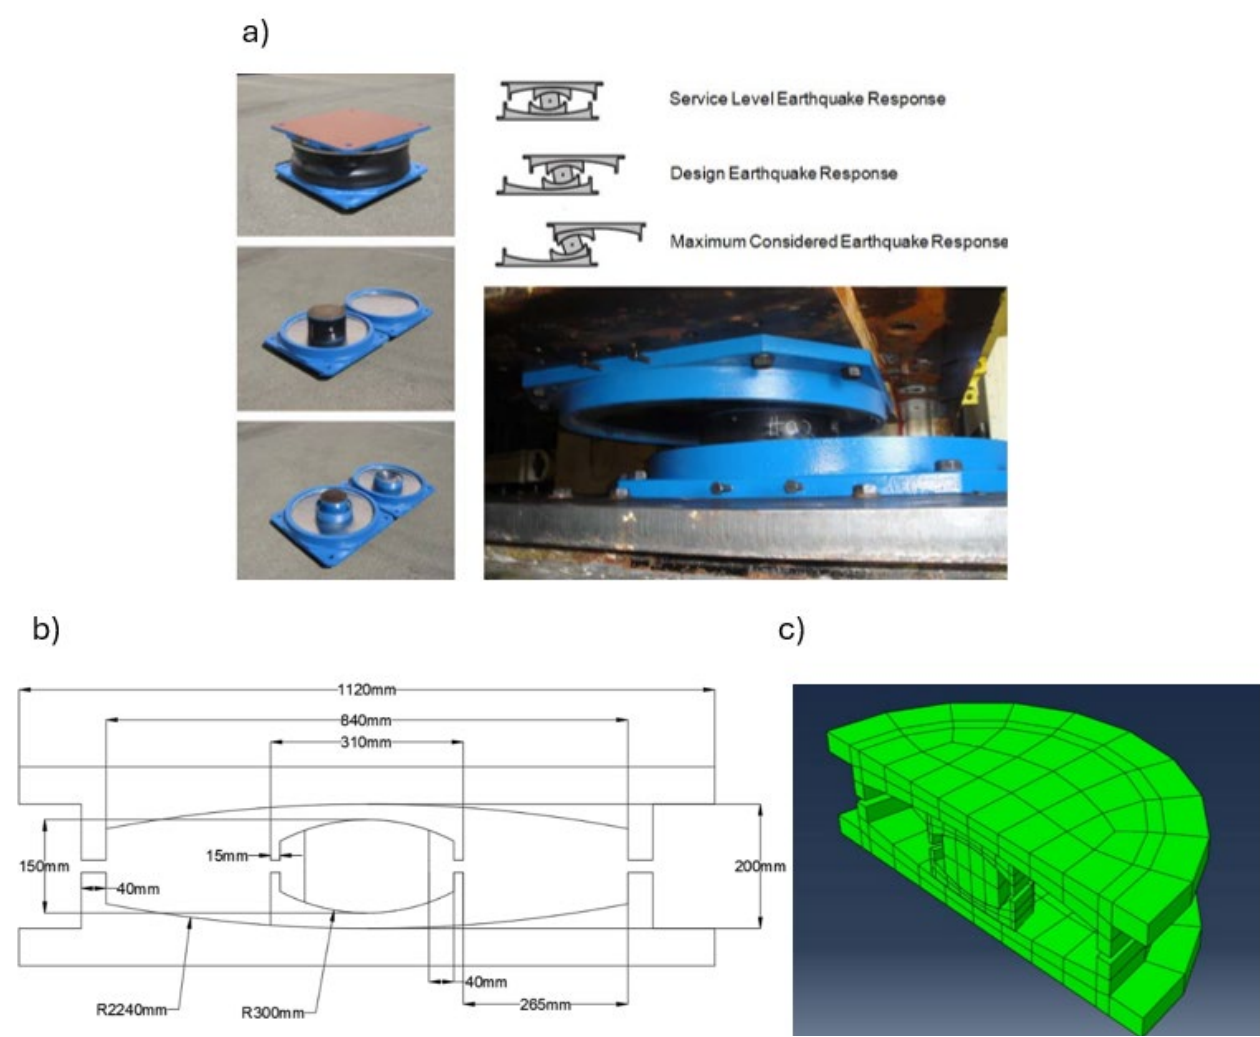 a)
Service Level Earthquake Response
Design Earthquake Response
Maximum Considered Earthquake Response
b)
c)
1120mm
840mm
310mm
15mm
150mm
200mm
40mm
40mm
265mm
R2240mm
R300mm